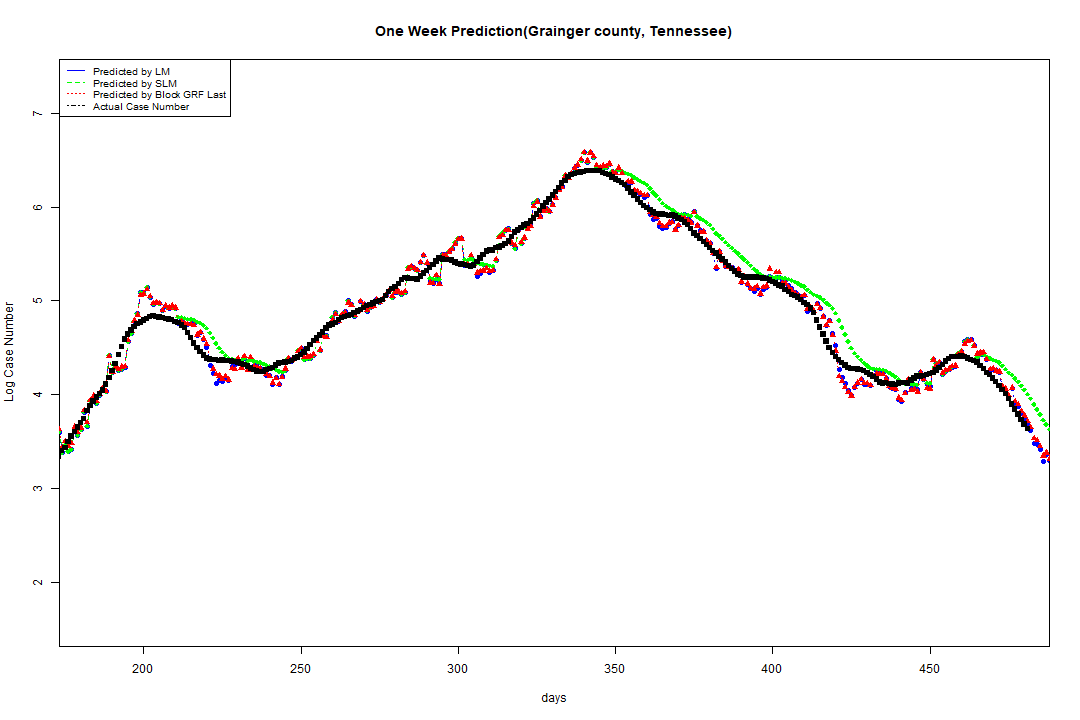 One Week Prediction(Grainger county, Tennessee)
Predicted by LM
Predicted by SLM
Predicted by Block GRF Last
Actual Case Number
7
6
5
4
3
2
Log Case Number
200 250 300 350 400 450
days